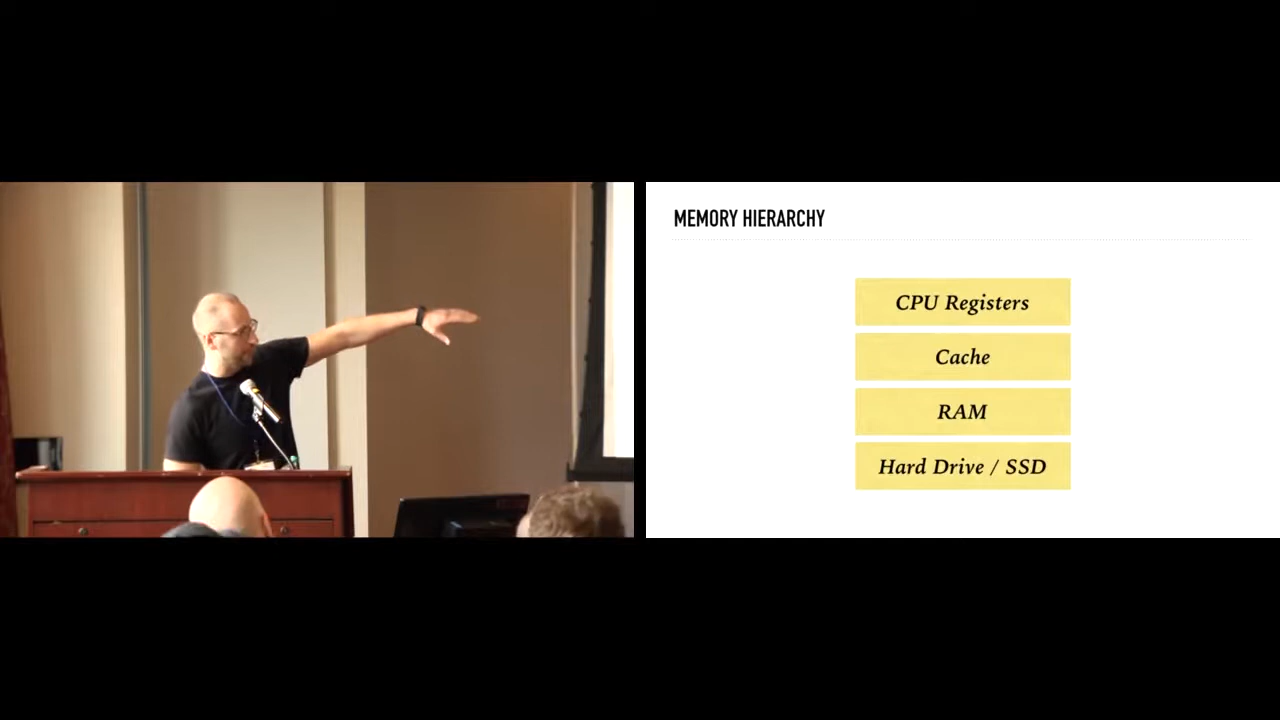 MEMORY HIERARCHY
CPU Registers
Cache
RAM
Hard Drive / SSD